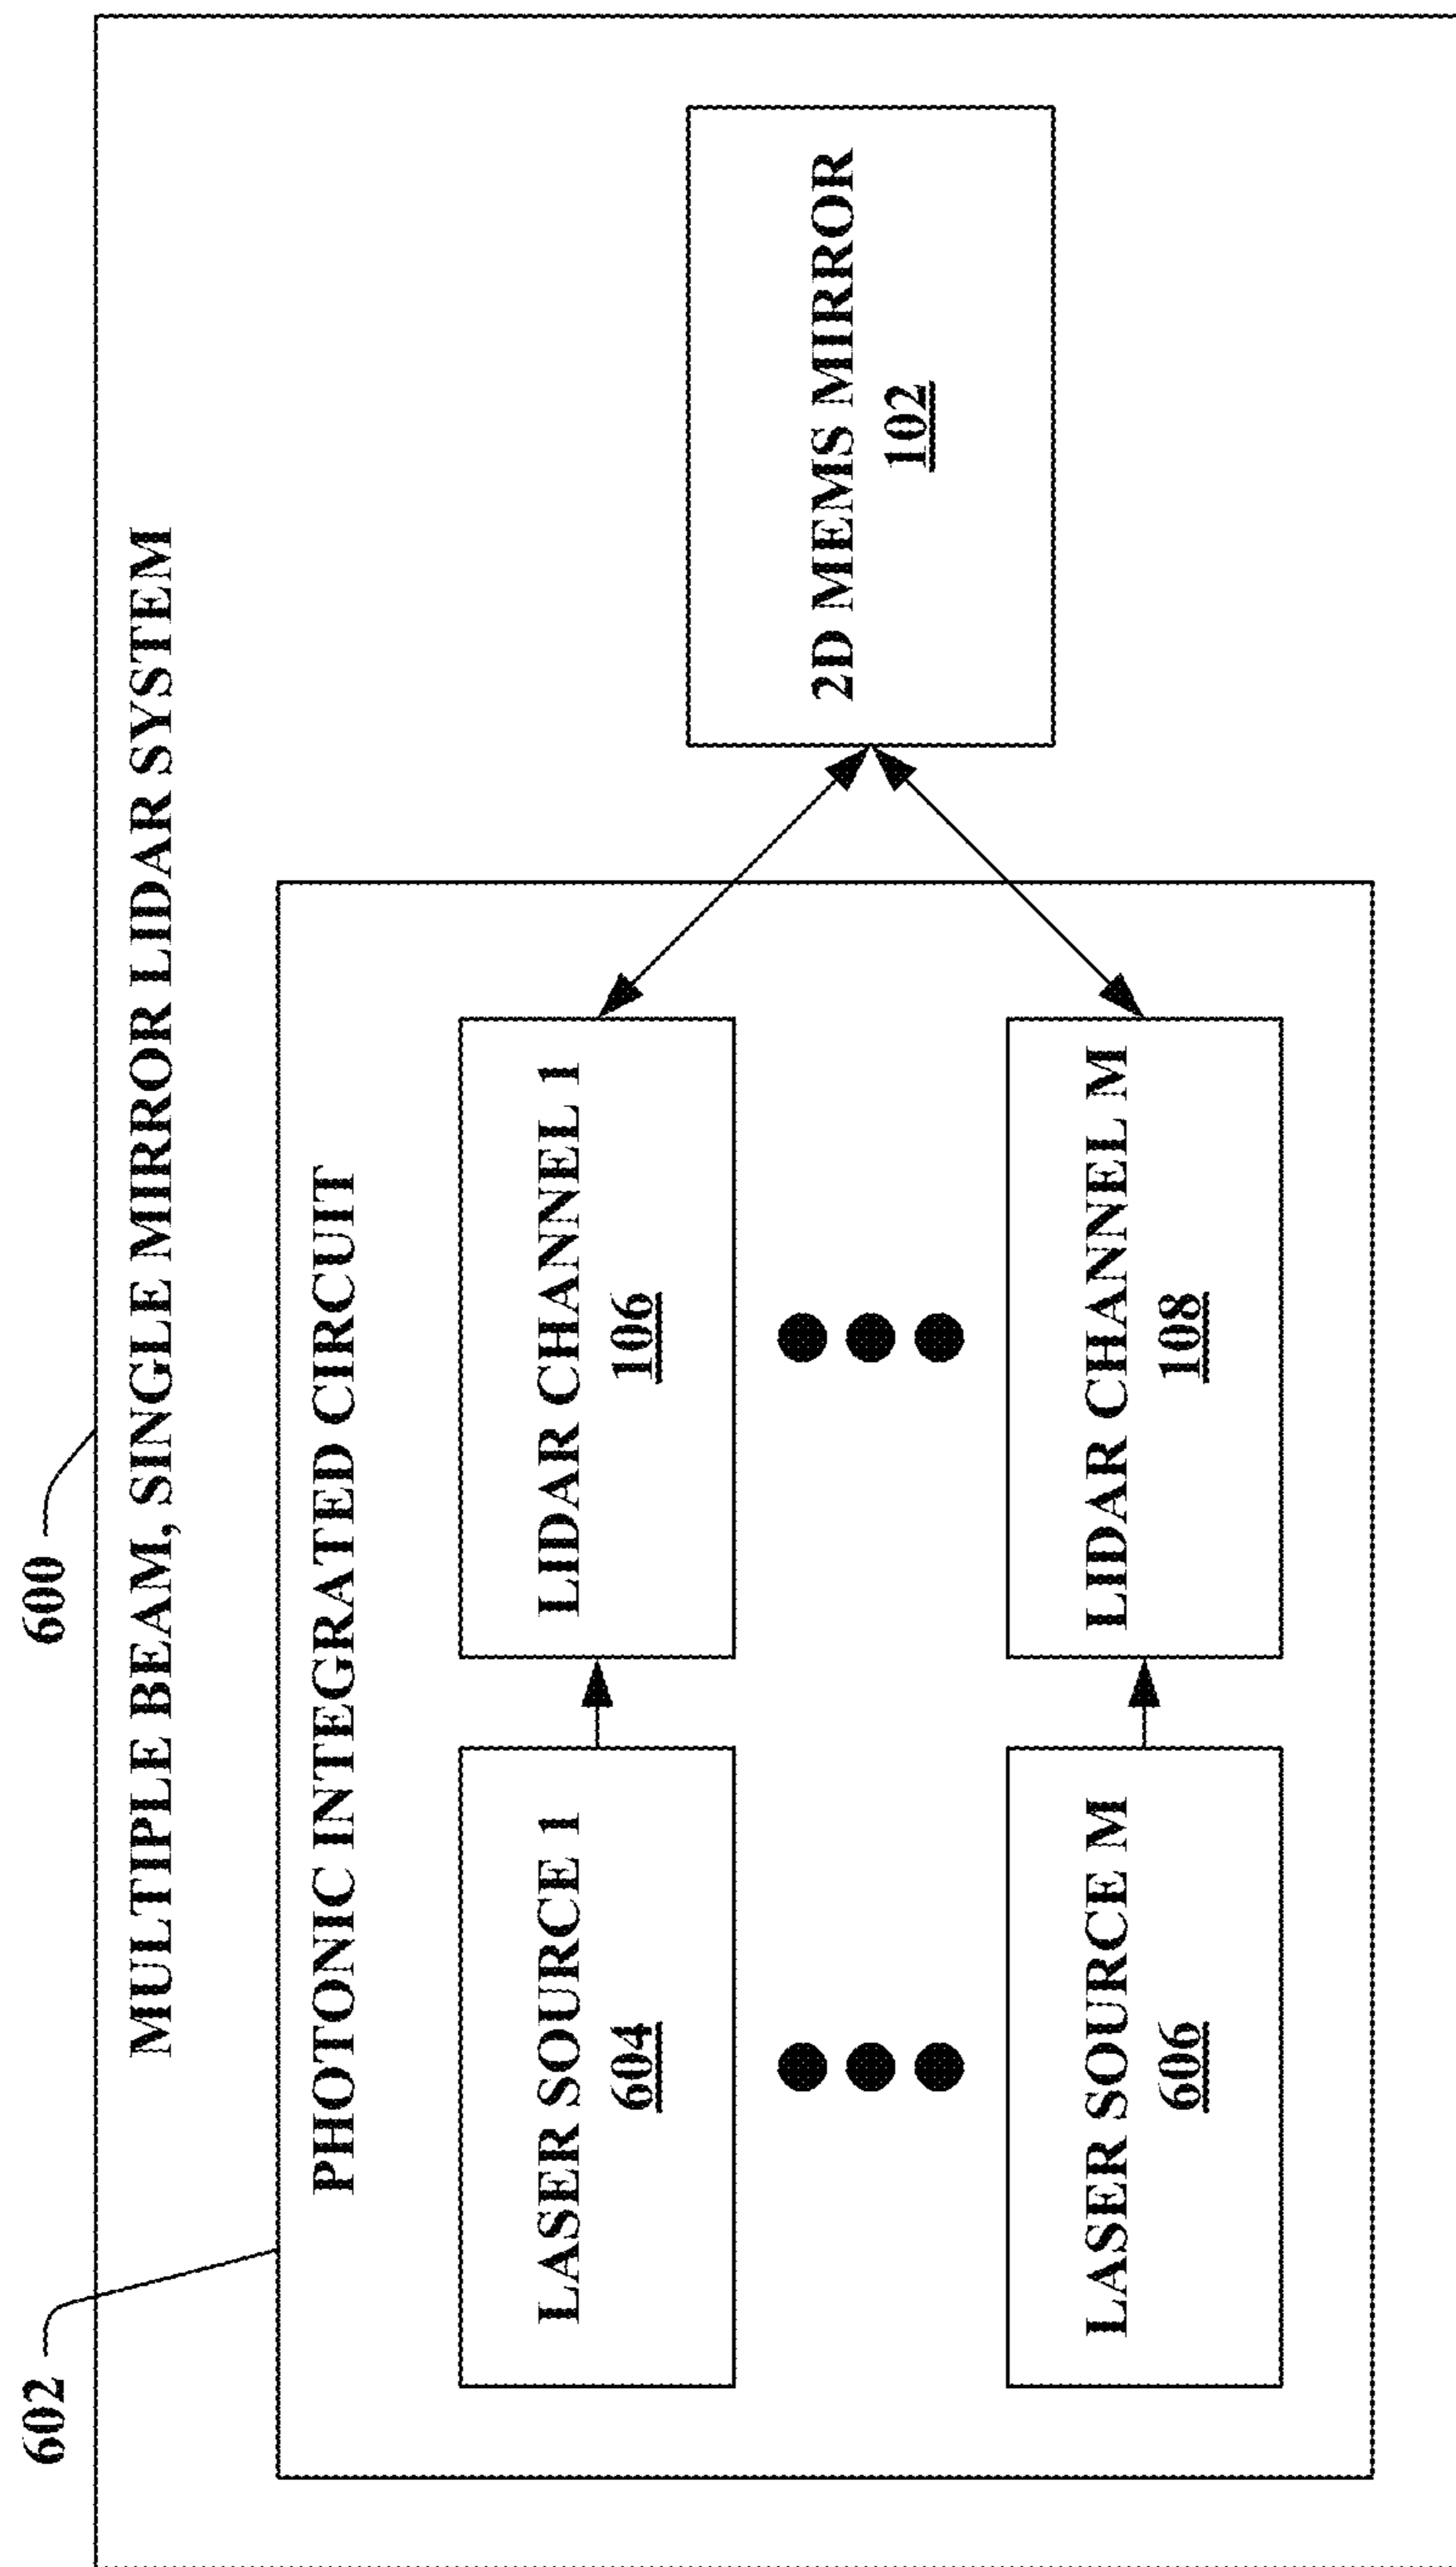 600
MULTIPLE BEAM, SINGLE MIRROR LIDAR SYSTEM
602
PHOTONIC INTEGRATED CIRCUIT
LASER SOURCE 1
604
LIDAR CHANNEL 1
106
2D MEMS MIRROR
102
LASER SOURCE M
606
LIDAR CHANNEL M
108